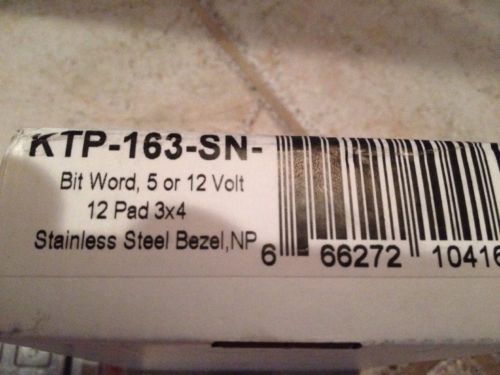 KTP-163-SN-
Bit Word, 5 or 12 Volt
12 Pad 3x4
Stainless Steel Bezel,NP
6 66272 10416